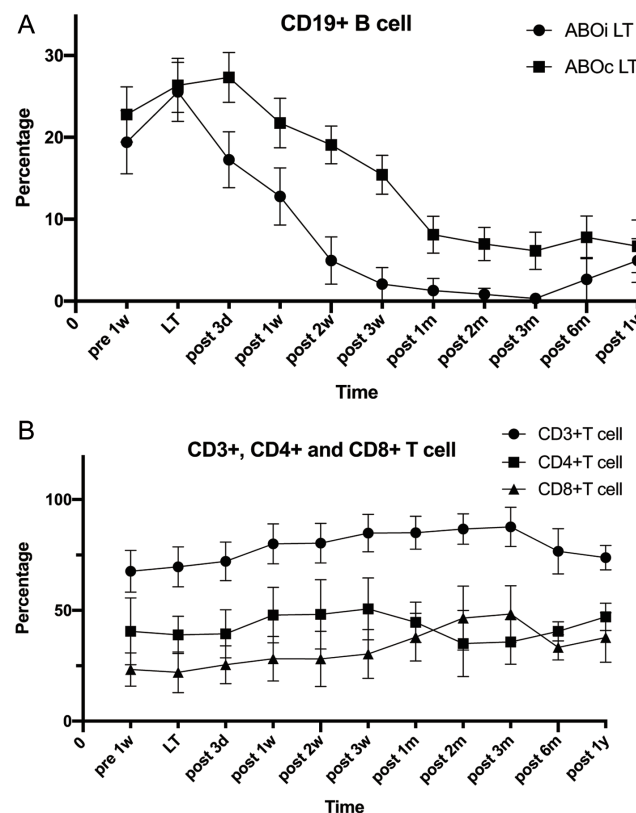 A
CD19+ B cell
ABOi LT
ABOc LT
Percentage
30
20
10
0
0
pre 1w
LT
post 3d
post 1w
post 2w
post 3w
post 1m
post 2m
post 3m
post 6m
post 1y
Time
B
CD3+, CD4+ and CD8+ T cell
CD3+T cell
CD4+T cell
CD8+T cell
Percentage
100
50
0
0
pre 1w
LT
post 3d
post 1w
post 2w
post 3w
post 1m
post 2m
post 3m
post 6m
post 1y
Time